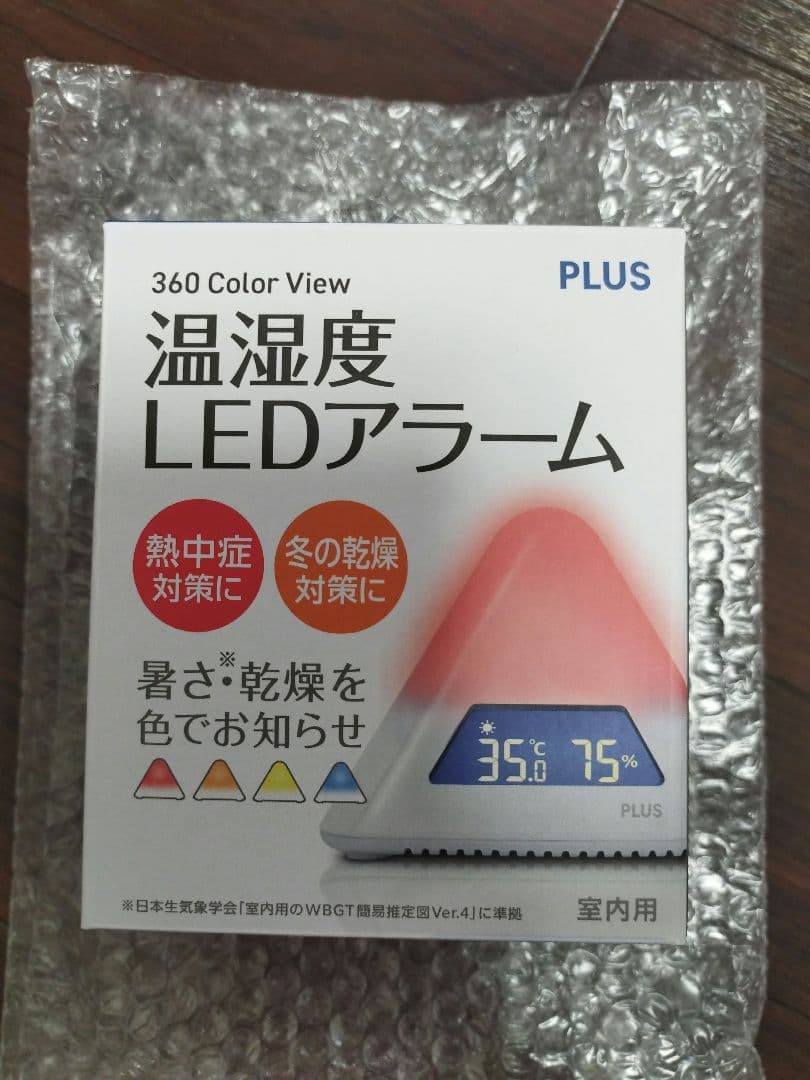 360 Color View
PLUS
温湿度
LEDアラーム
熱中症
対策に
冬の乾燥
対策に
暑さ※・乾燥を
色でお知らせ
35.0℃ 75%
PLUS
※日本生気象学会「室内用のWBGT簡易推定図Ver.4」に準拠
室内用